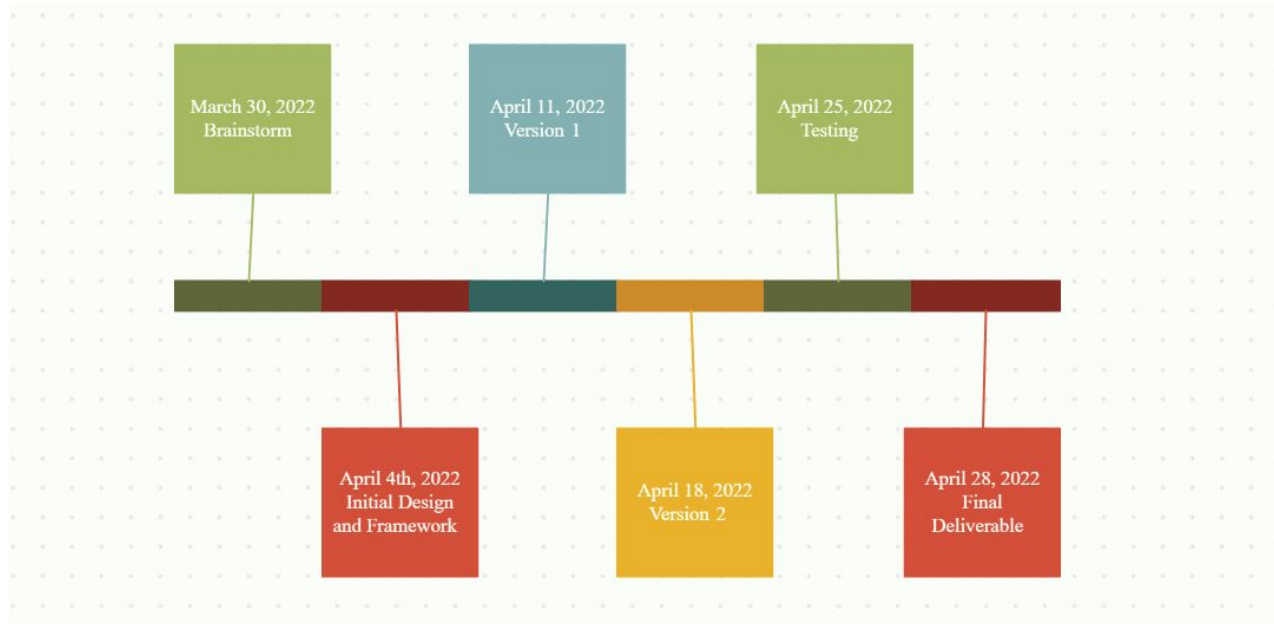 March 30, 2022
Brainstorm
April 4th, 2022
Initial Design
and Framework
April 11, 2022
Version 1
April 18, 2022
Version 2
April 25, 2022
Testing
April 28, 2022
Final
Deliverable